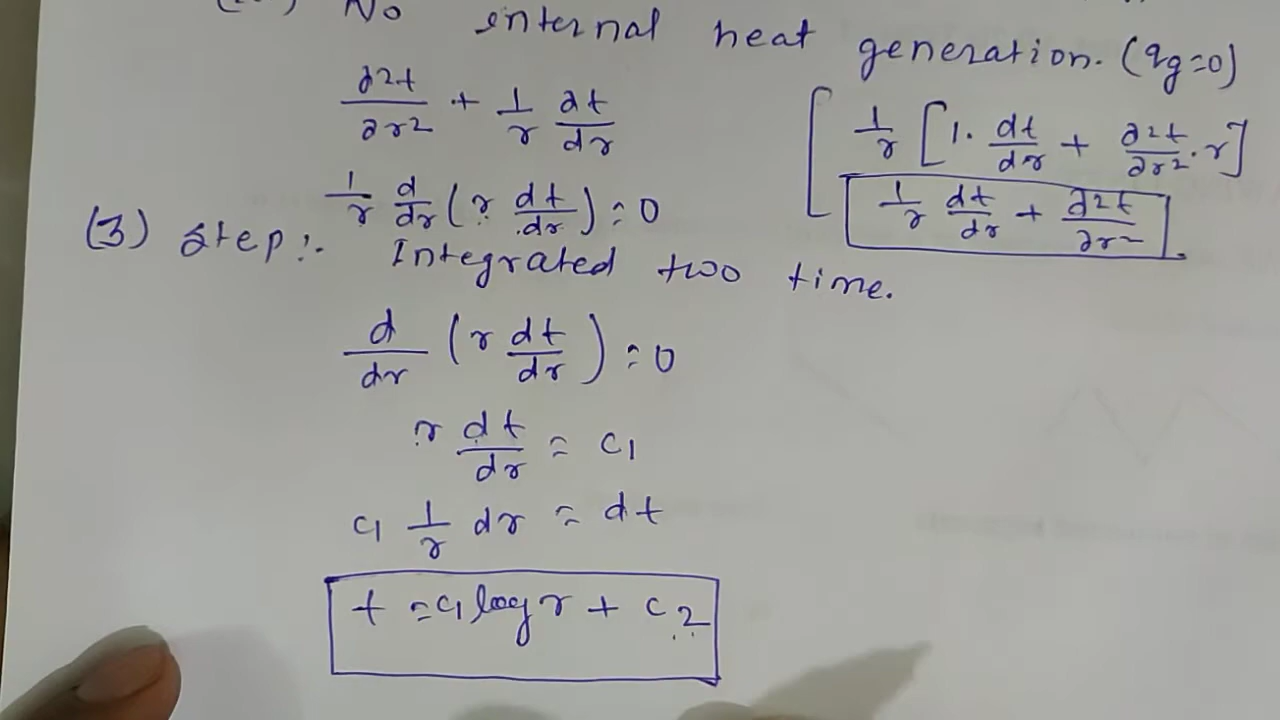 No internal heat generation. (qg=0)
∂2t/∂r2 + 1/r ∂t/dr
[ 1/r [1. dt/dr + ∂2t/∂r2 . r]
1/r dt/dr + ∂2t/∂r2
1/r d/dr (r dt/dr) = 0
(3) Step:- Integrated two time.
d/dr (r dt/dr) = 0
r dt/dr = c1
c1 1/r dr = dt
t = c1 log r + c2